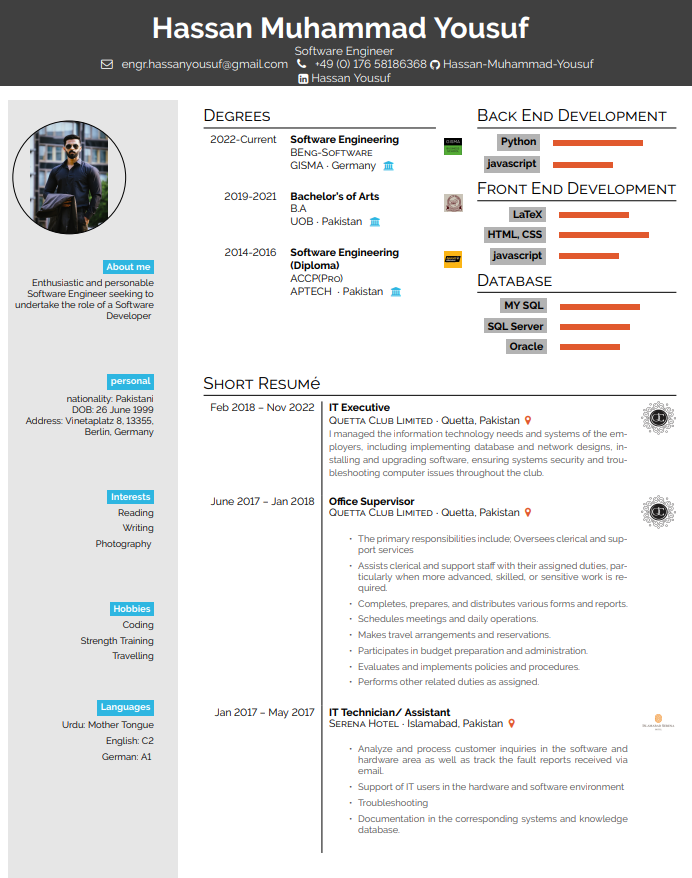 Hassan Muhammad Yousuf
Software Engineer
engr.hassanyousuf@gmail.com +49 (0) 176 58186368 Hassan-Muhammad-Yousuf
Hassan Yousuf
About me
Enthusiastic and personable
Software Engineer seeking to
undertake the role of a Software
Developer
personal
nationality: Pakistani
DOB: 26 June 1999
Address: Vinetaplatz 8, 13355,
Berlin, Germany
Interests
Reading
Writing
Photography
Hobbies
Coding
Strength Training
Travelling
Languages
Urdu: Mother Tongue
English: C2
German: A1
Degrees
2022-Current Software Engineering
BEng-Software
GISMA · Germany
GISMA
2019-2021 Bachelor's of Arts
B.A
UOB · Pakistan
2014-2016 Software Engineering
(Diploma)
ACCP(Pro)
APTECH · Pakistan
Back End Development
Python
javascript
Front End Development
LaTeX
HTML, CSS
javascript
Database
MY SQL
SQL Server
Oracle
Short Resumé
Feb 2018 – Nov 2022 IT Executive
Quetta Club Limited · Quetta, Pakistan
I managed the information technology needs and systems of the em-
ployers, including implementing database and network designs, in-
stalling and upgrading software, ensuring systems security and trou-
bleshooting computer issues throughout the club.
June 2017 – Jan 2018 Office Supervisor
Quetta Club Limited · Quetta, Pakistan
• The primary responsibilities include; Oversees clerical and sup-
port services
• Assists clerical and support staff with their assigned duties, par-
ticularly when more advanced, skilled, or sensitive work is re-
quired.
• Completes, prepares, and distributes various forms and reports.
• Schedules meetings and daily operations.
• Makes travel arrangements and reservations.
• Participates in budget preparation and administration.
• Evaluates and implements policies and procedures.
• Performs other related duties as assigned.
Jan 2017 – May 2017 IT Technician/ Assistant
Serena Hotel · Islamabad, Pakistan
• Analyze and process customer inquiries in the software and
hardware area as well as track the fault reports received via
email.
• Support of IT users in the hardware and software environment
• Troubleshooting
• Documentation in the corresponding systems and knowledge
database.